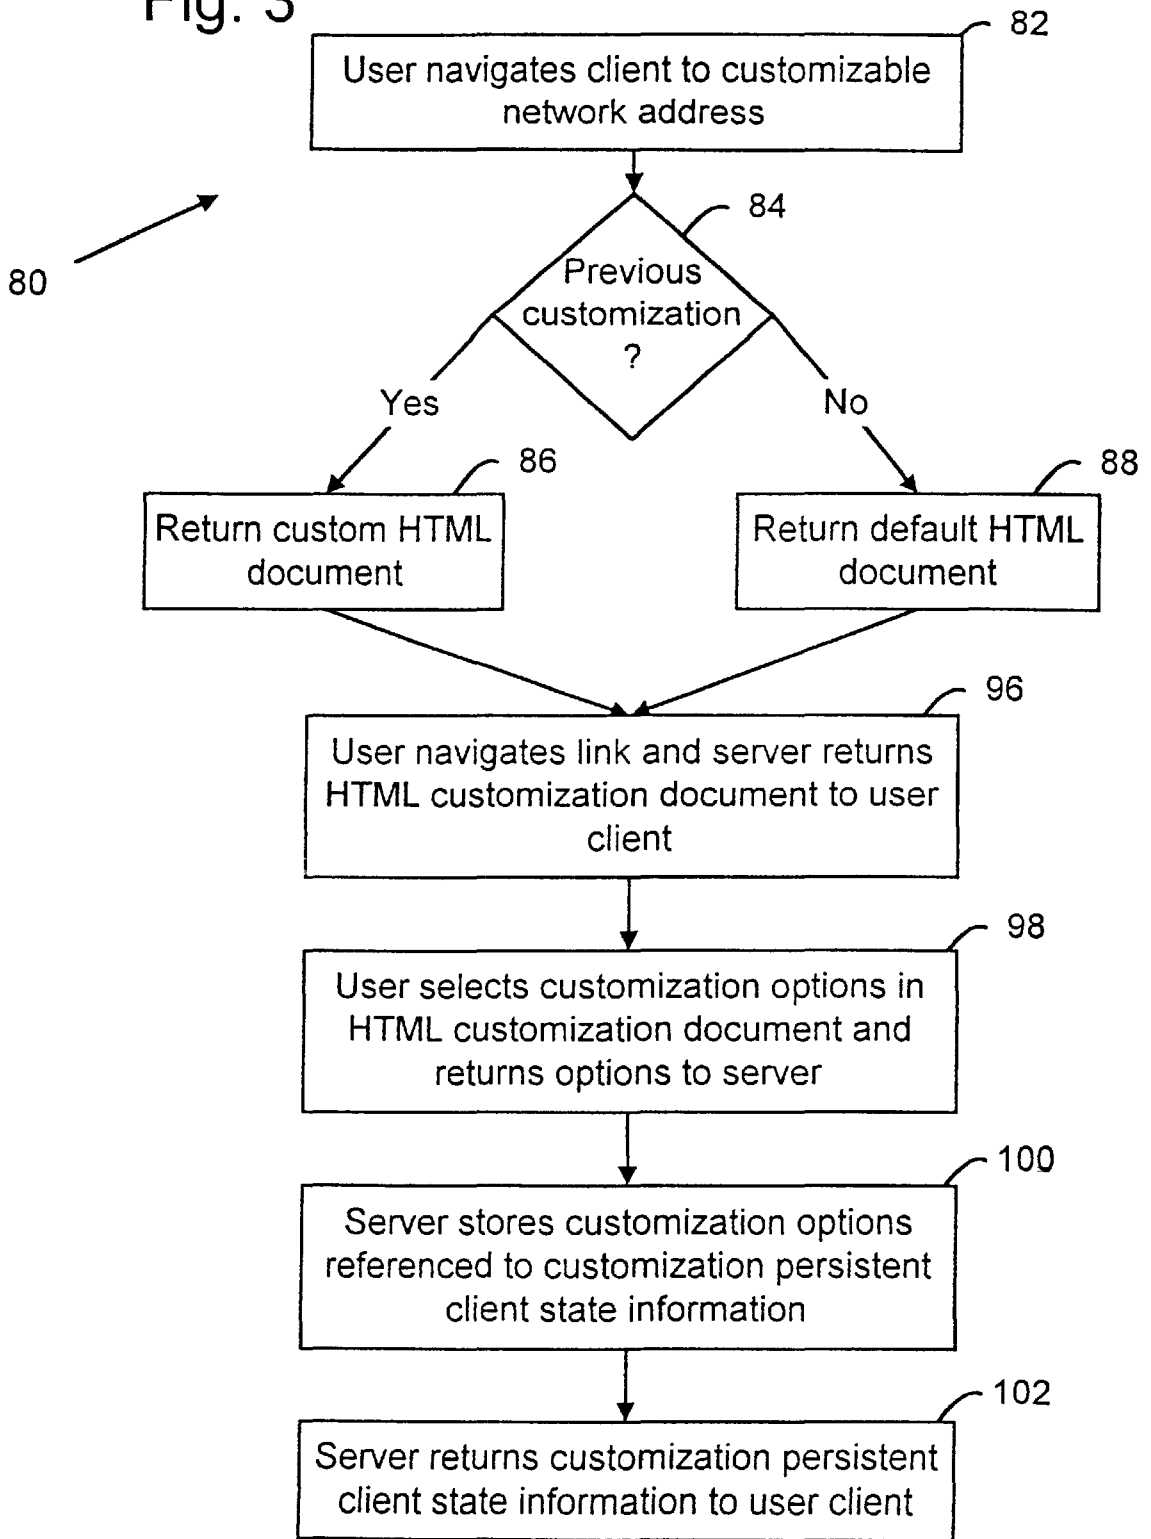 Fig. 3
82
User navigates client to customizable
network address
84
80
Previous
customization
?
Yes
No
86
88
Return custom HTML
document
Return default HTML
document
96
User navigates link and server returns
HTML customization document to user
client
98
User selects customization options in
HTML customization document and
returns options to server
100
Server stores customization options
referenced to customization persistent
client state information
102
Server returns customization persistent
client state information to user client